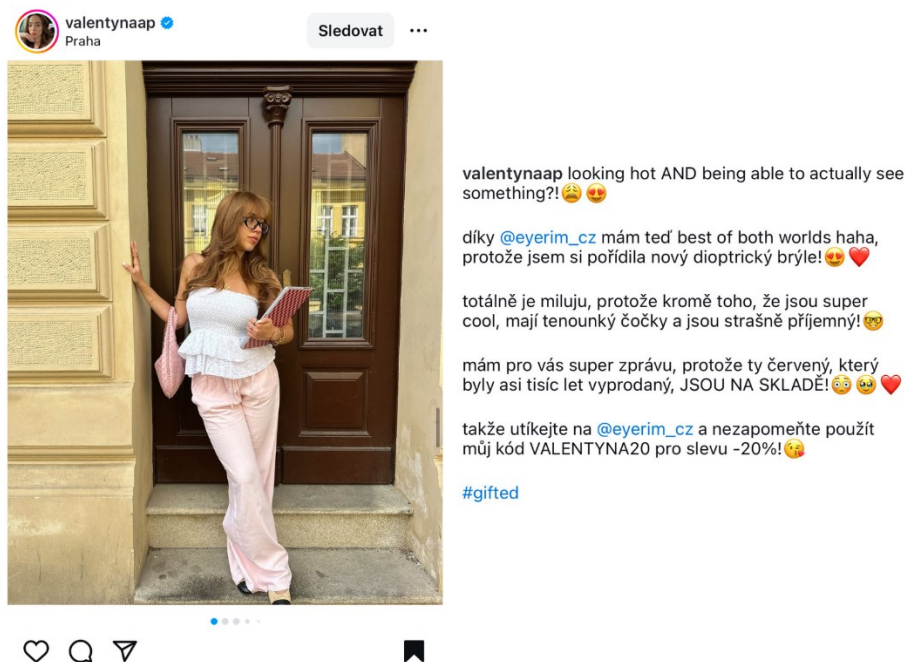 valentynaap
Praha
Sledovat
valentynaap looking hot AND being able to actually see
something?!😩😍
díky @eyerim_cz mám teď best of both worlds haha,
protože jsem si pořídila nový dioptrický brýle!😍❤️
totálně je miluju, protože kromě toho, že jsou super
cool, mají tenounký čočky a jsou strašně příjemný!🤓
mám pro vás super zprávu, protože ty červený, který
byly asi tisíc let vyprodaný, JSOU NA SKLADĚ!😳🥹❤️
takže utíkejte na @eyerim_cz a nezapomeňte použít
můj kód VALENTYNA20 pro slevu -20%!😘
#gifted